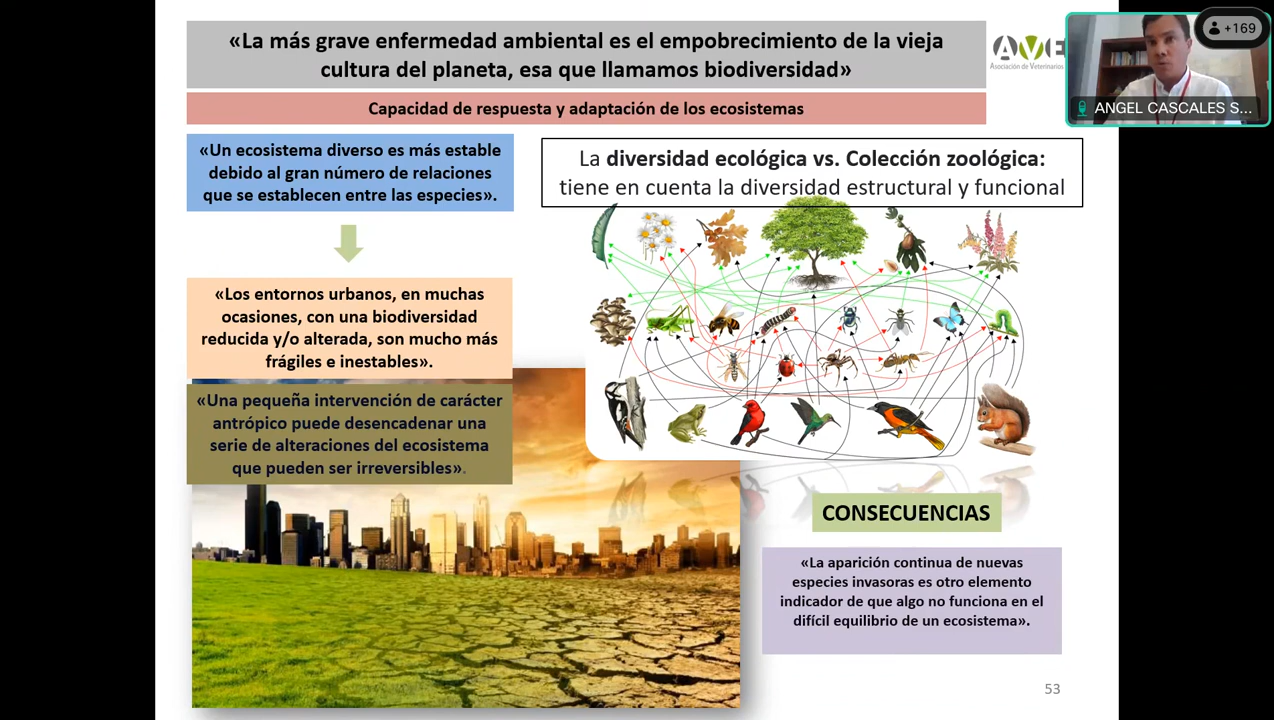 «La más grave enfermedad ambiental es el empobrecimiento de la vieja
cultura del planeta, esa que llamamos biodiversidad»
AVE
Asociación de Veterinarios
+169
ANGEL CASCALES S...
Capacidad de respuesta y adaptación de los ecosistemas
«Un ecosistema diverso es más estable
debido al gran número de relaciones
que se establecen entre las especies».
La diversidad ecológica vs. Colección zoológica:
tiene en cuenta la diversidad estructural y funcional
«Los entornos urbanos, en muchas
ocasiones, con una biodiversidad
reducida y/o alterada, son mucho más
frágiles e inestables».
«Una pequeña intervención de carácter
antrópico puede desencadenar una
serie de alteraciones del ecosistema
que pueden ser irreversibles».
CONSECUENCIAS
«La aparición continua de nuevas
especies invasoras es otro elemento
indicador de que algo no funciona en el
difícil equilibrio de un ecosistema».
53